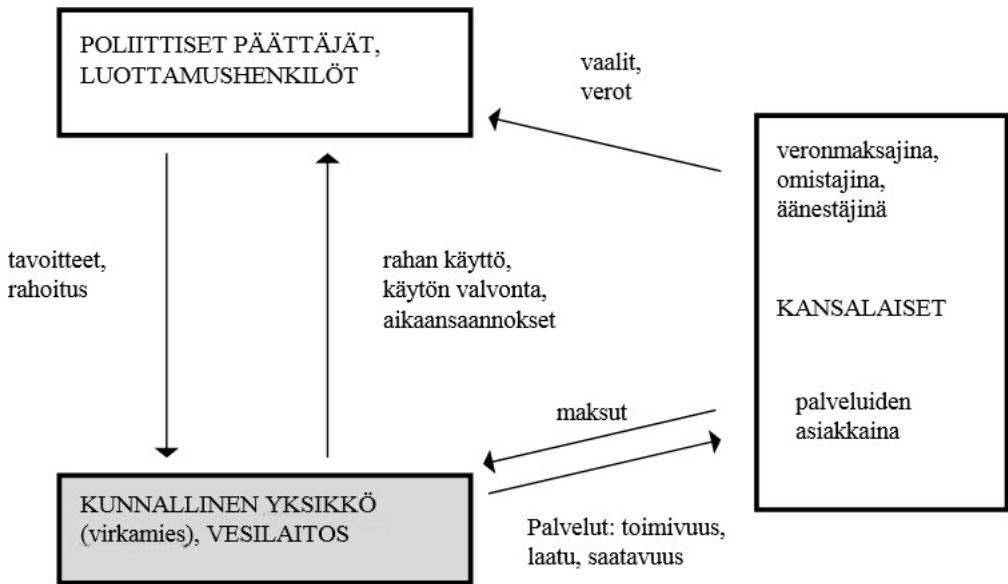 POLIITTISET PÄÄTTÄJÄT,
LUOTTAMUSHENKILÖT
vaalit,
verot
veronmaksajina,
omistajina,
äänestäjinä
tavoitteet,
rahoitus
rahan käyttö,
käytön valvonta,
aikaansaannokset
KANSALAISET
palveluiden
asiakkaina
maksut
KUNNALLINEN YKSIKKÖ
(virkamies), VESILAITOS
Palvelut: toimivuus,
laatu, saatavuus